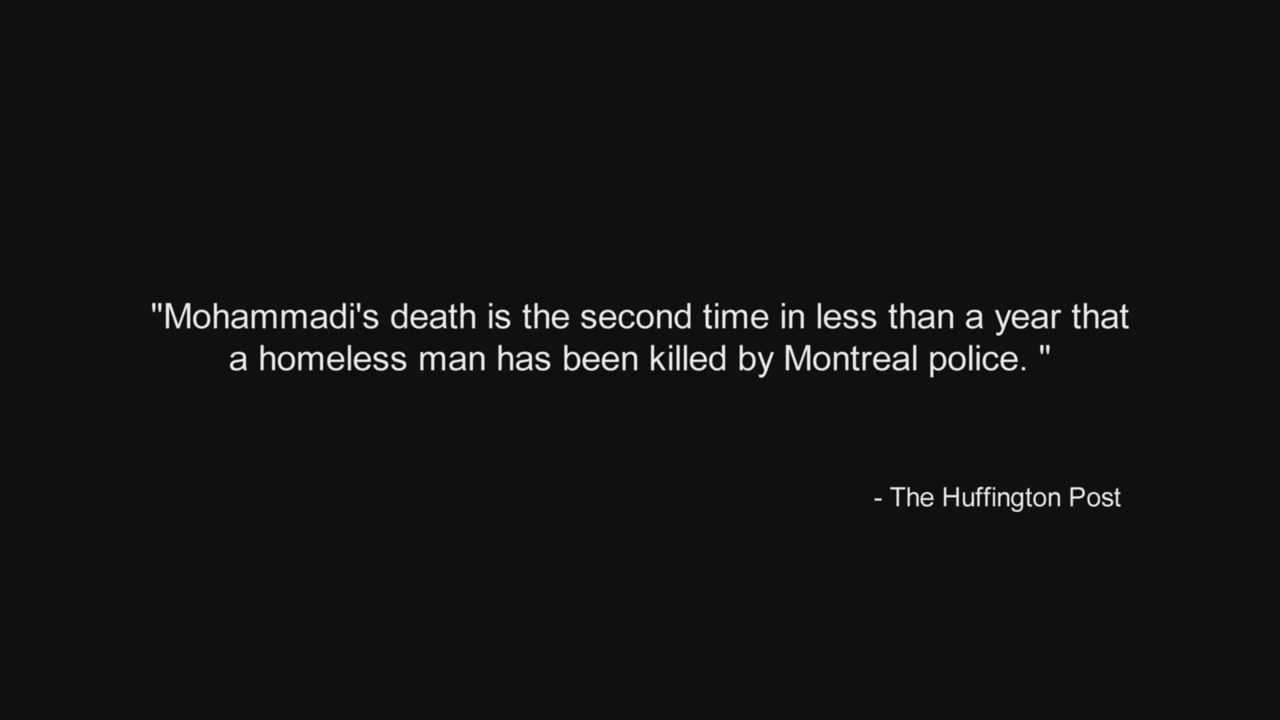 "Mohammadi's death is the second time in less than a year that
a homeless man has been killed by Montreal police. "
- The Huffington Post